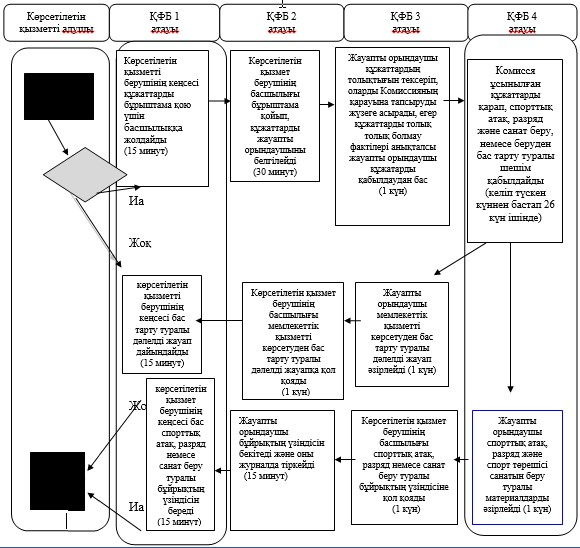 Көрсетілетін
қызметті алушы
ҚФБ 1
атауы
ҚФБ 2
атауы
ҚФБ 3
атауы
ҚФБ 4
атауы
Көрсетілетін
қызметті
берушінің кеңсесі
құжаттарды
бұрыштама қою
үшін
басшылыққа
жолдайды
(15 минут)
Көрсетілетін
қызмет
берушінің
басшылығы
бұрыштама
қойып,
құжаттарды
жауапты
орындаушыны
белгілейді
(30 минут)
Жауапты орындаушы
құжаттардың
толықтығын тексеріп,
оларды Комиссияның
қарауына тапсыруды
жүзеге асырады, егер
құжаттарды толық
толық болмау
фактілері анықталсы
жауапты орындаушы
құжатарды
қабылдаудан бас
(1 күн)
Комисся
ұсынылған
құжаттарды
қарап, спорттық
атақ, разряд
және санат беру,
немесе беруден
бас тарту туралы
шешім
қабылдайды
(келіп түскен
күннен бастап 26
күн ішінде)
Иа
Жоқ
көрсетілетін
қызметті
берушінің
кеңсесі бас
тарту туралы
дәлелді жауап
дайындайды
(15 минут)
Көрсетілетін қызмет
берушінің
басшылығы
мемлекеттік
қызметті
көрсетуден бас
тарту туралы
дәлелді жауапқа қол
қояды
(1 күн)
Жауапты
орындаушы
мемлекеттік
қызметті
көрсетуден бас
тарту туралы
дәлелді жауап
әзірлейді (1 күн)
Жо
Иа
көрсетілетін
қызмет
берушінің
кеңсесі бас
спорттық
атақ, разряд
немесе
санат беру
туралы
бұйрықтың
үзіндісін
береді
(15 минут)
Жауапты
орындаушы
бұйрықтың үзіндісін
бекітеді және оны
журналда тіркейді
(15 минут)
Көрсетілетін қызмет
берушінің
басшылығы
спорттық атақ,
разряд немесе санат
беру туралы
бұйрықтың үзіндісіне
қол қояды
(1 күн)
Жауапты
орындаушы
спорттық атақ,
разряд және
спорт төрешісі
санатын беру
туралы
материалдарды
әзірлейді (1 күн)